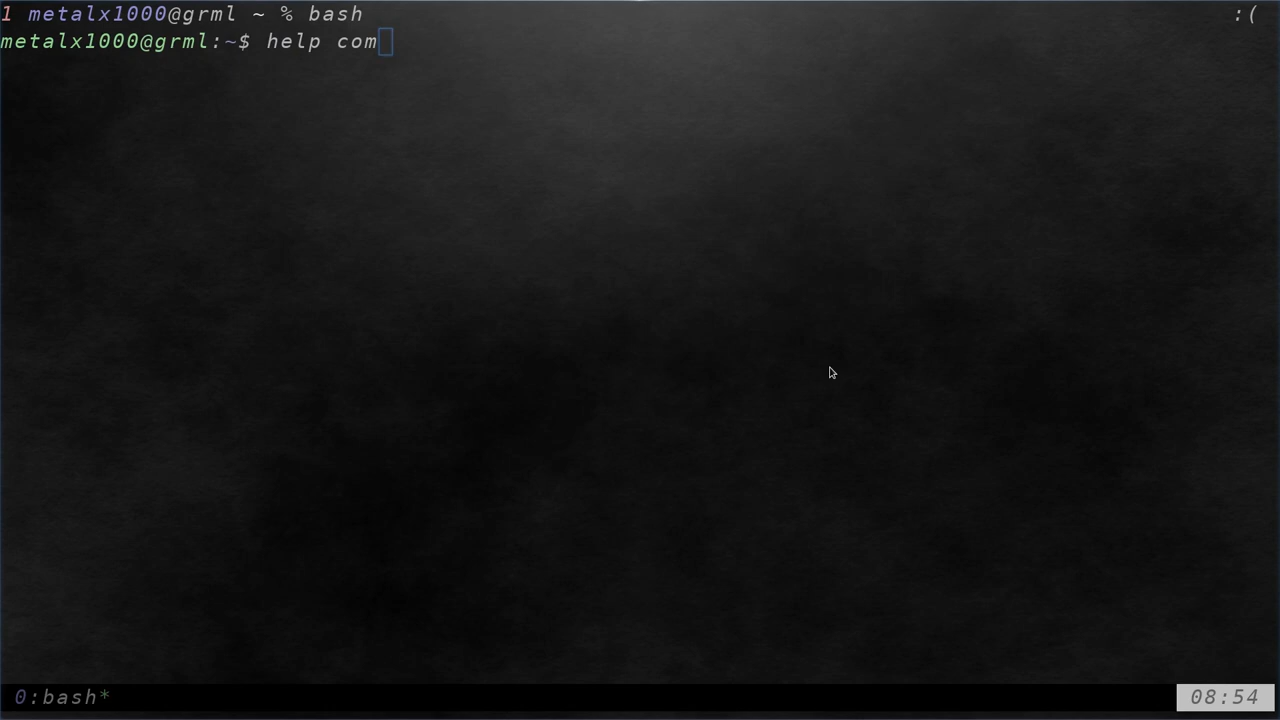 1 metalx1000@grml ~ % bash :(
metalx1000@grml:~$ help com
0:bash* 08:54